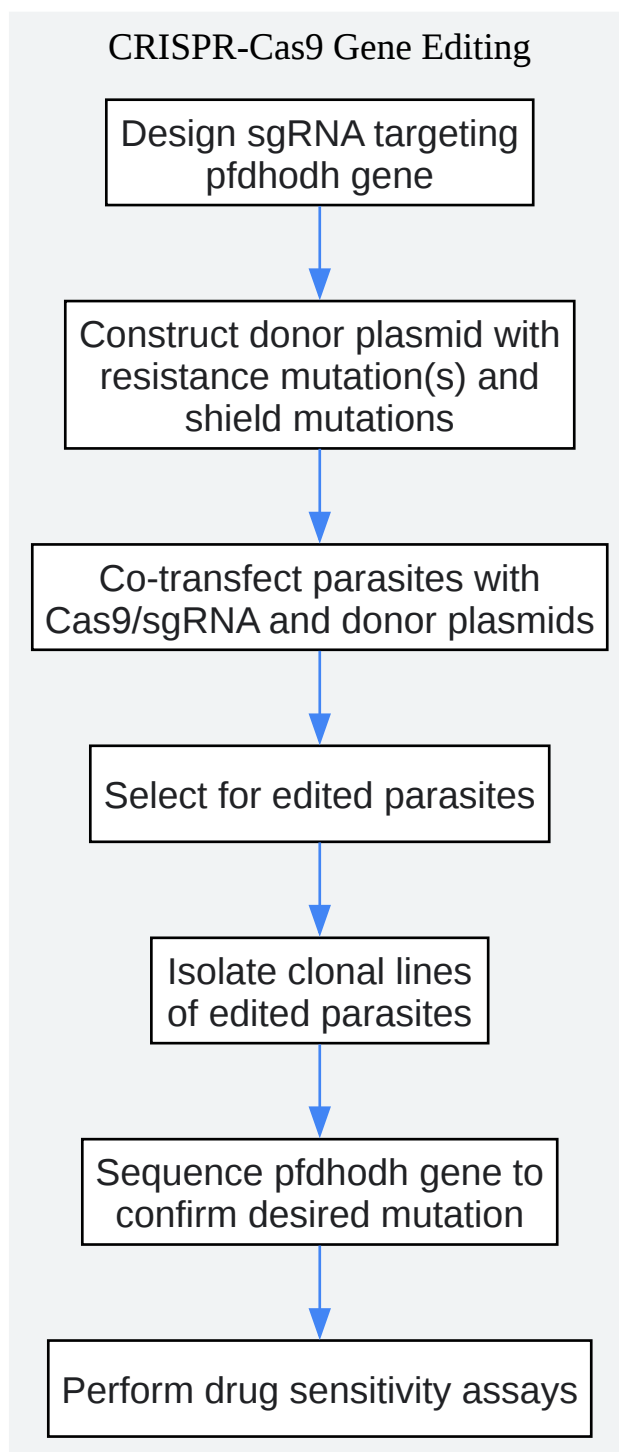 CRISPR-Cas9 Gene Editing
Design sgRNA targeting
pfdhodh gene
Construct donor plasmid with
resistance mutation(s) and
shield mutations
Co-transfect parasites with
Cas9/sgRNA and donor plasmids
Select for edited parasites
Isolate clonal lines
of edited parasites
Sequence pfdhodh gene to
confirm desired mutation
Perform drug sensitivity assays